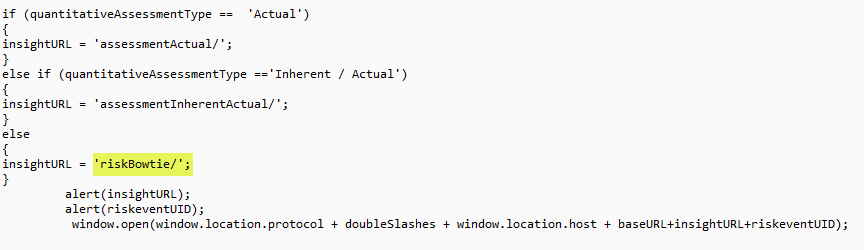 if (quantitativeAssessmentType ==  'Actual')
{
insightURL = 'assessmentActual/';
}
else if (quantitativeAssessmentType =='Inherent / Actual')
{
insightURL = 'assessmentInherentActual/';
}
else
{
insightURL = 'riskBowtie/';
}
alert(insightURL);
alert(riskeventUID);
window.open(window.location.protocol + doubleSlashes + window.location.host + baseURL+insightURL+riskeventUID);